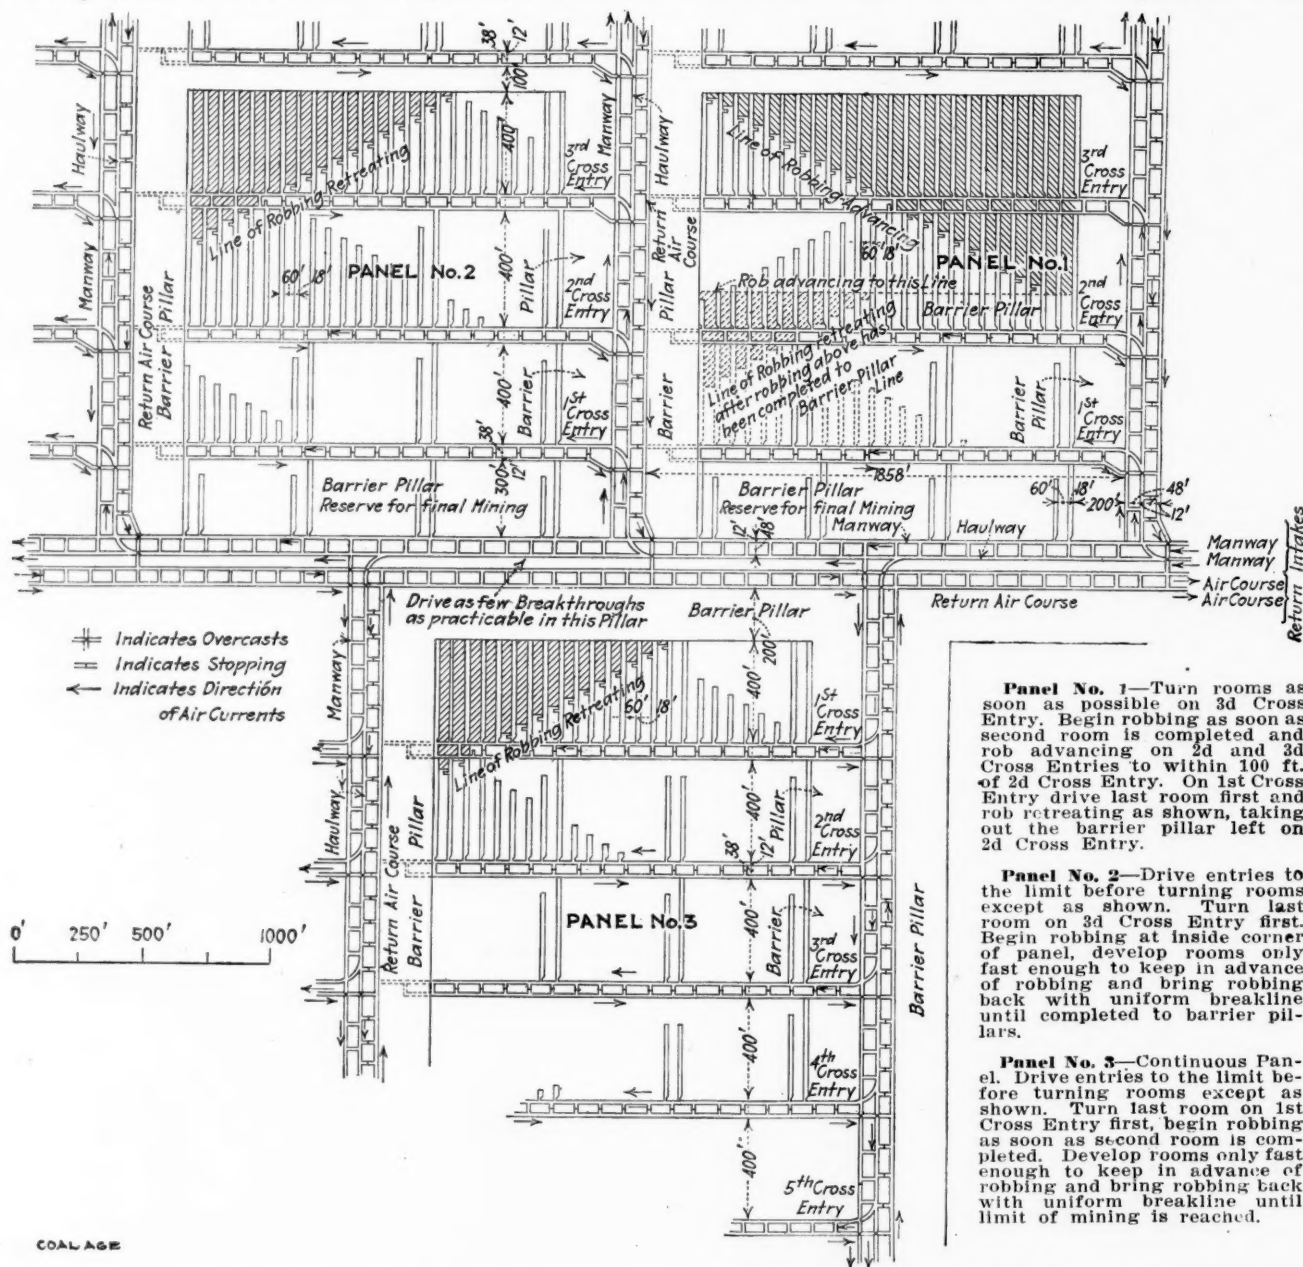 38' 12'
100'
Haulway
Manway
Haulway
400'
400'
3rd
Cross
Entry
3rd
Cross
Entry
Line of Robbing Retreating
Line of Robbing Advancing
Manway
Return Air Course
Barrier Pillar
60' 18'
PANEL No.2
400'
Pillar
2nd
Cross
Entry
Pillar
Return
Air
Course
60' 18'
PANEL No.1
Rob advancing to this Line
Barrier Pillar
2nd
Cross
Entry
Line of Robbing retreating
after robbing above has
been completed to
Barrier Pillar
Line
400'
Barrier
1st
Cross
Entry
Barrier
Barrier
Pillar
1st
Cross
Entry
38'
12'
300'
Barrier Pillar
Reserve for final Mining
1858'
Barrier Pillar
Reserve for final Mining
60' 18'
200'
48'
12'
12'
48'
Manway
Haulway
Manway
Manway
Air Course
Air Course
Return Intakes
Drive as few Breakthroughs
as practicable in this Pillar
Barrier Pillar
Return Air Course
Indicates Overcasts
Indicates Stopping
Indicates Direction
of Air Currents
Manway
Haulway
Return Air Course
Barrier Pillar
200'
400'
60' 18'
1st
Cross
Entry
Line of Robbing Retreating
400'
Pillar
2nd
Cross
Entry
38' 12'
PANEL No.3
400'
Barrier
3rd
Cross
Entry
Barrier Pillar
400'
4th
Cross
Entry
400'
5th Cross
Entry
0' 250' 500' 1000'
COAL AGE
Panel No. 1—Turn rooms as
soon as possible on 3d Cross
Entry. Begin robbing as soon as
second room is completed and
rob advancing on 2d and 3d
Cross Entries to within 100 ft.
of 2d Cross Entry. On 1st Cross
Entry drive last room first and
rob retreating as shown, taking
out the barrier pillar left on
2d Cross Entry.
Panel No. 2—Drive entries to
the limit before turning rooms
except as shown. Turn last
room on 3d Cross Entry first.
Begin robbing at inside corner
of panel, develop rooms only
fast enough to keep in advance
of robbing and bring robbing
back with uniform breakline
until completed to barrier pil-
lars.
Panel No. 3—Continuous Pan-
el. Drive entries to the limit be-
fore turning rooms except as
shown. Turn last room on 1st
Cross Entry first, begin robbing
as soon as second room is com-
pleted. Develop rooms only fast
enough to keep in advance of
robbing and bring robbing back
with uniform breakline until
limit of mining is reached.